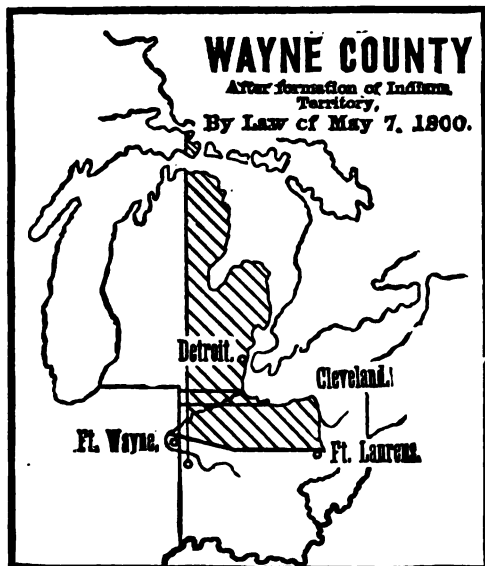 WAYNE COUNTY
After formation of Indiana
Territory,
By Law of May 7, 1800.
Detroit.
Cleveland.
Ft. Wayne.
Ft. Laurens.